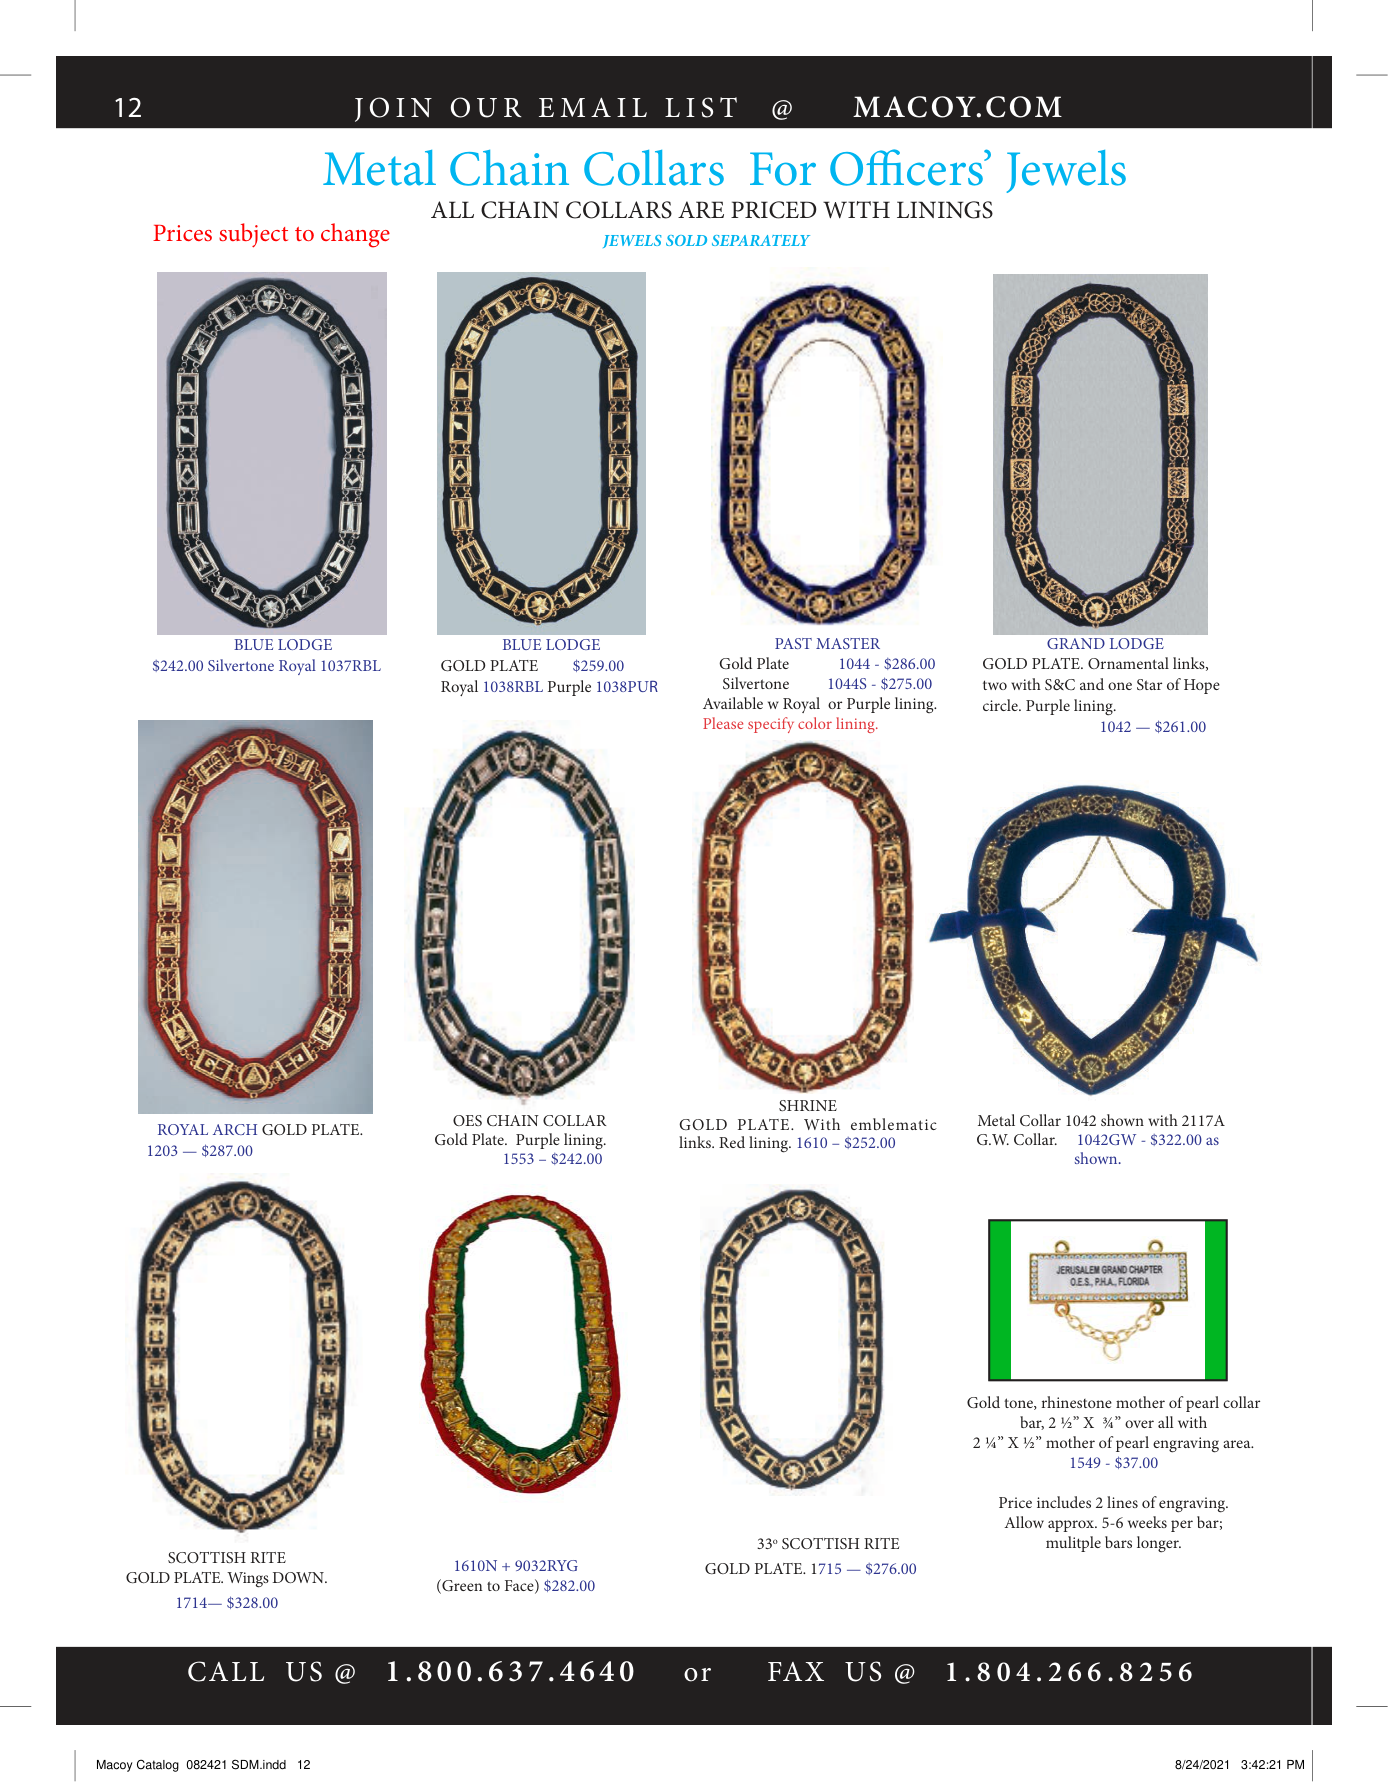 12 JOIN OUR EMAIL LIST @ MACOY.COM
Metal Chain Collars For Officers’ Jewels
ALL CHAIN COLLARS ARE PRICED WITH LININGS
Prices subject to change
JEWELS SOLD SEPARATELY
BLUE LODGE
$242.00 Silvertone Royal 1037RBL
BLUE LODGE
GOLD PLATE $259.00
Royal 1038RBL Purple 1038PUR
PAST MASTER
Gold Plate 1044 - $286.00
Silvertone 1044S - $275.00
Available w Royal or Purple lining.
Please specify color lining.
GRAND LODGE
GOLD PLATE. Ornamental links,
two with S&C and one Star of Hope
circle. Purple lining.
1042 — $261.00
ROYAL ARCH GOLD PLATE.
1203 — $287.00
OES CHAIN COLLAR
Gold Plate. Purple lining.
1553 – $242.00
SHRINE
GOLD PLATE. With emblematic
links. Red lining. 1610 – $252.00
Metal Collar 1042 shown with 2117A
G.W. Collar. 1042GW - $322.00 as
shown.
SCOTTISH RITE
GOLD PLATE. Wings DOWN.
1714— $328.00
1610N + 9032RYG
(Green to Face) $282.00
33º SCOTTISH RITE
GOLD PLATE. 1715 — $276.00
JERUSALEM GRAND CHAPTER
O.E.S., P.H.A., FLORIDA
Gold tone, rhinestone mother of pearl collar
bar, 2 ½” X ¾” over all with
2 ¼” X ½” mother of pearl engraving area.
1549 - $37.00
Price includes 2 lines of engraving.
Allow approx. 5-6 weeks per bar;
mulitple bars longer.
CALL US @ 1.800.637.4640 or FAX US @ 1.804.266.8256
Macoy Catalog 082421 SDM.indd 12
8/24/2021 3:42:21 PM